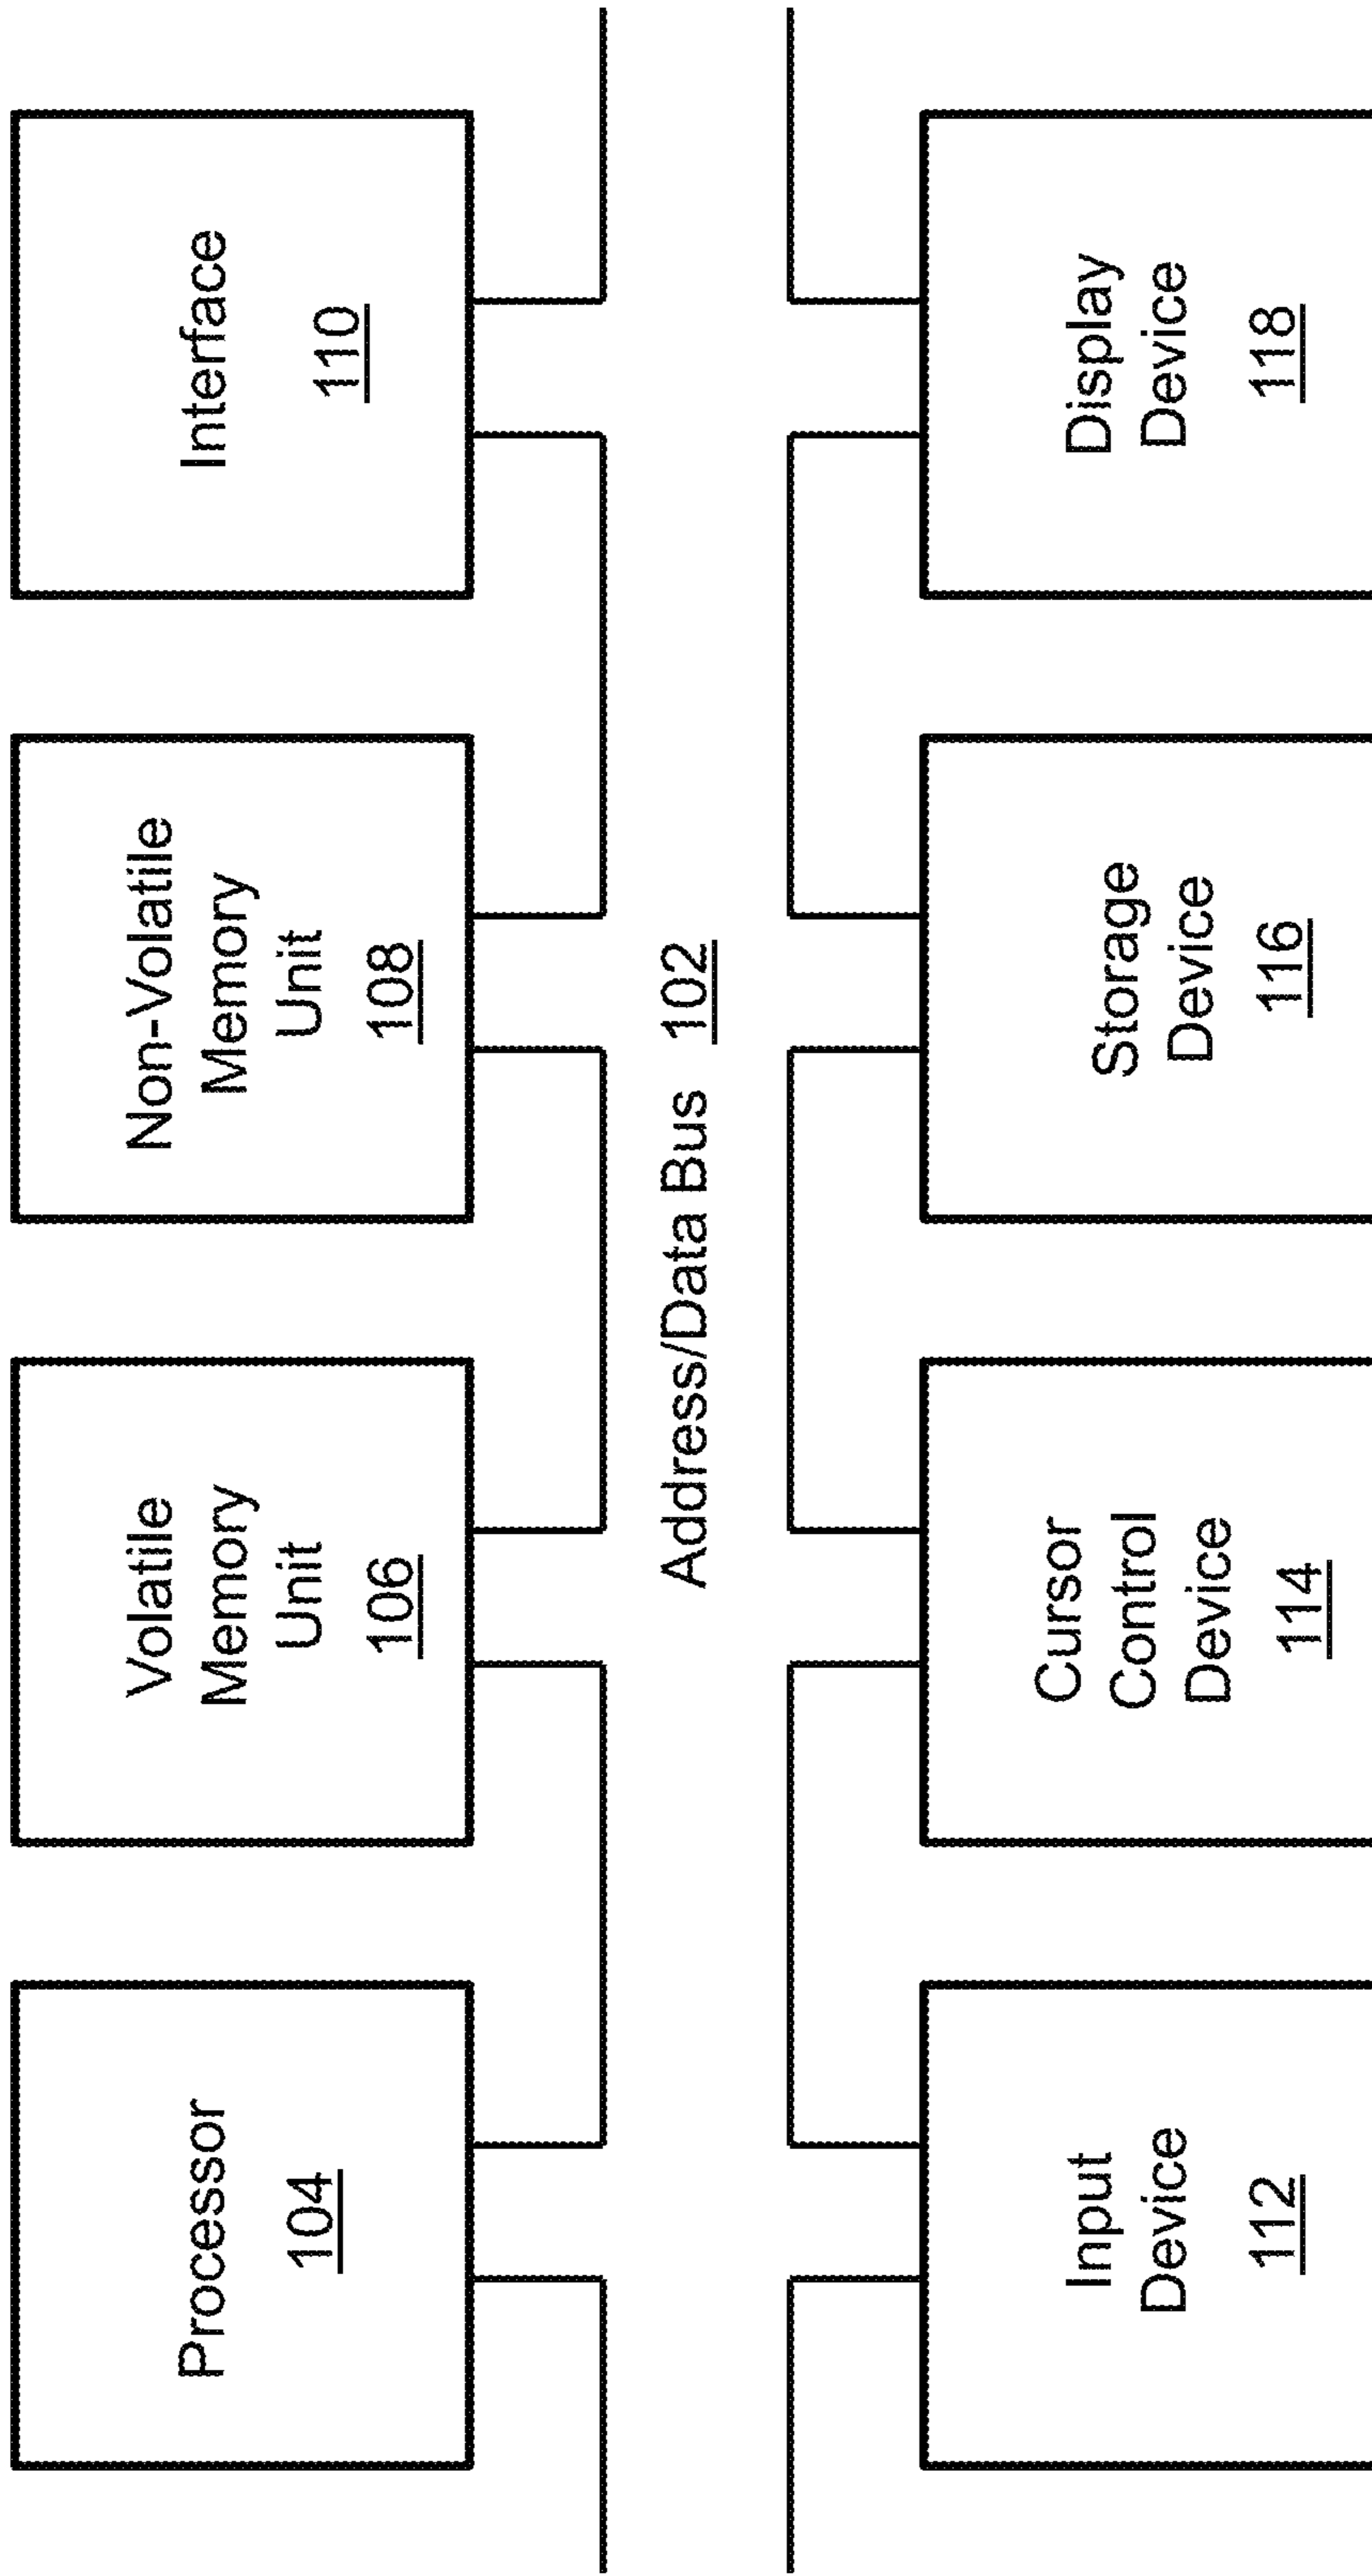 Processor
104
Volatile
Memory
Unit
106
Non-Volatile
Memory
Unit
108
Interface
110
Address/Data Bus 102
Input
Device
112
Cursor
Control
Device
114
Storage
Device
116
Display
Device
118